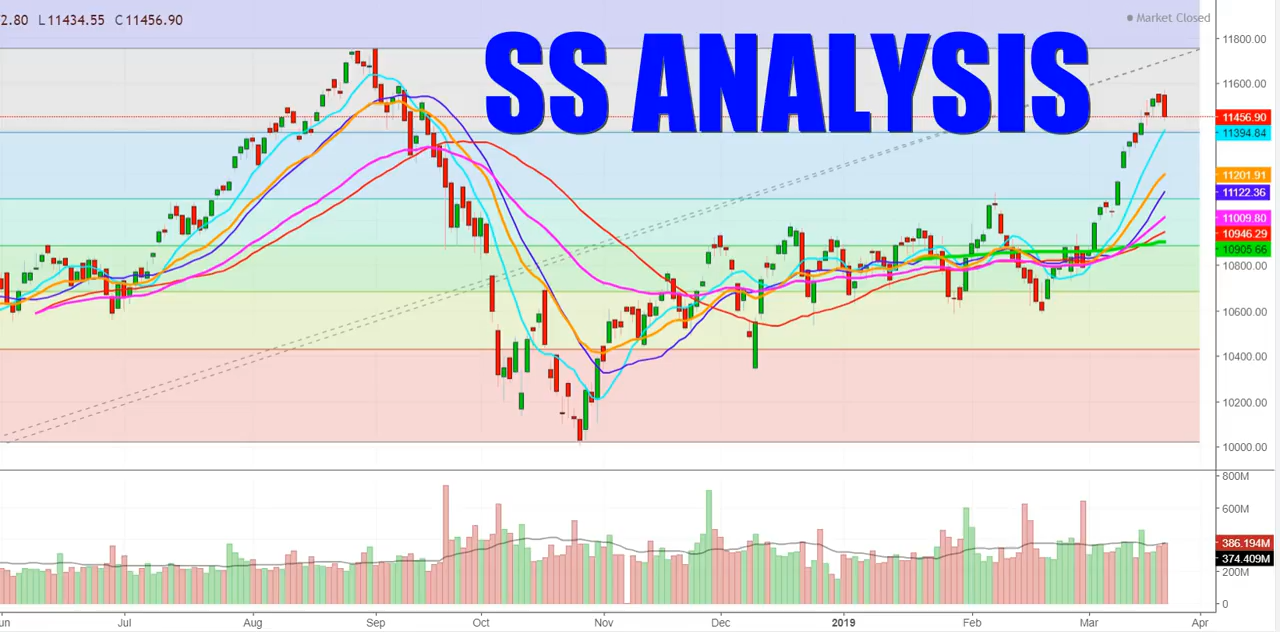 2.80 L11434.55 C11456.90
Market Closed
SS ANALYSIS
11800.00
11600.00
11456.90
11394.84
11201.91
11122.36
11009.80
10946.29
10905.66
10800.00
10600.00
10400.00
10200.00
10000.00
800M
600M
386.194M
374.409M
200M
0
un Jul Aug Sep Oct Nov Dec 2019 Feb Mar Apr